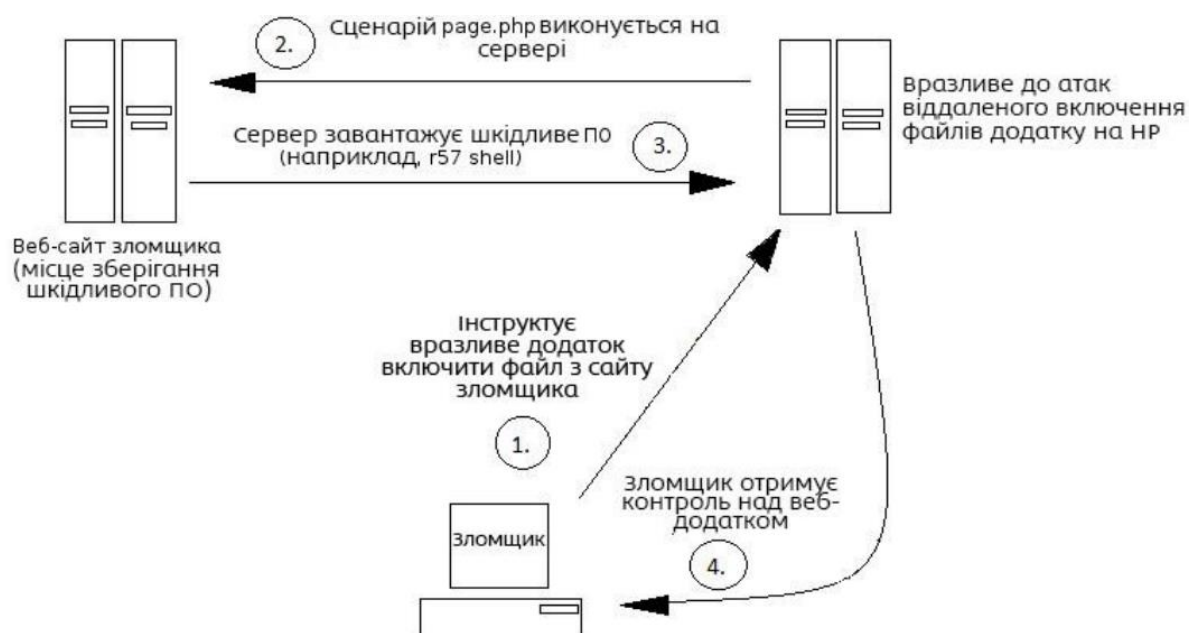 2.
Сценарій page.php виконується на
сервері
Вразливе до атак
віддаленого включення
файлів додатку на НР
Сервер завантажує шкідливе ПО
(наприклад, r57 shell)
3.
Веб-сайт зломщика
(місце зберігання
шкідливого ПО)
Інструктує
вразливе додаток
включити файл з сайту
зломщика
1.
Зломщик
Зломщик отримує
контроль над веб-
додатком
4.